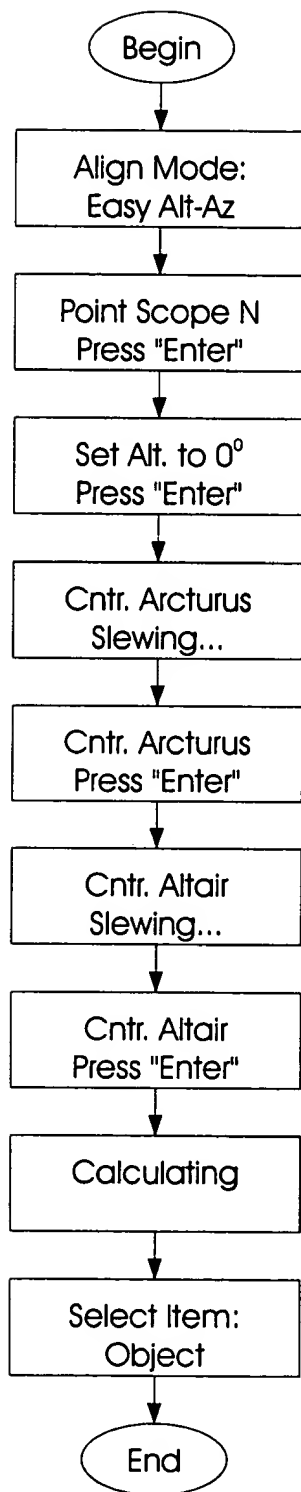 Begin
Align Mode:
Easy Alt-Az
Point Scope N
Press "Enter"
Set Alt. to 0⁰
Press "Enter"
Cntr. Arcturus
Slewing...
Cntr. Arcturus
Press "Enter"
Cntr. Altair
Slewing...
Cntr. Altair
Press "Enter"
Calculating
Select Item:
Object
End